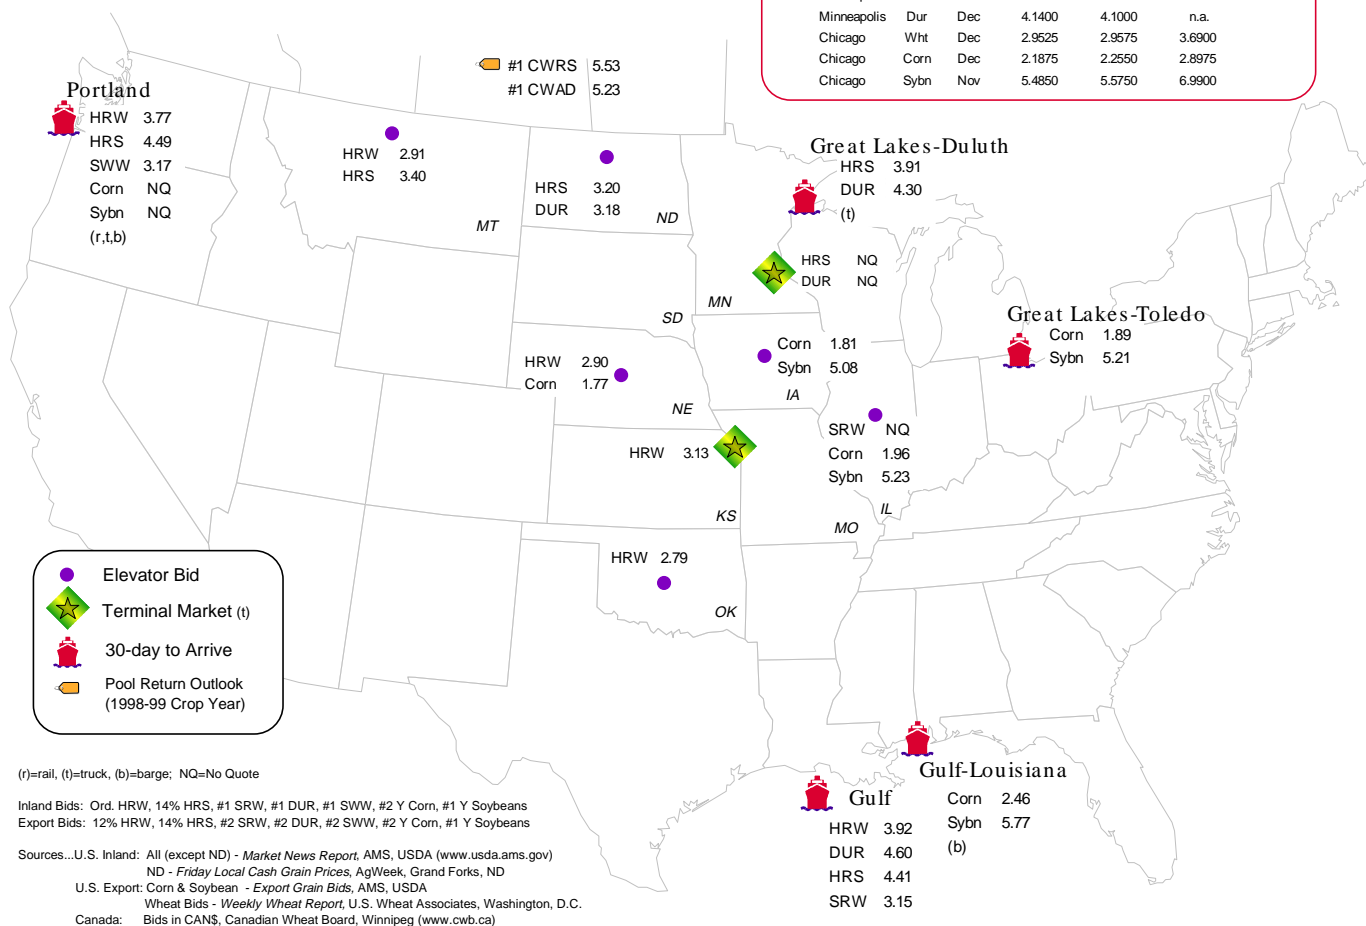 Minneapolis Dur Dec 4.1400 4.1000 n.a.
Chicago Wht Dec 2.9525 2.9575 3.6900
Chicago Corn Dec 2.1875 2.2550 2.8975
Chicago Sybn Nov 5.4850 5.5750 6.9900
#1 CWRS 5.53
#1 CWAD 5.23
Portland
HRW 3.77
HRS 4.49
SWW 3.17
Corn NQ
Sybn NQ
(r,t,b)
HRW 2.91
HRS 3.40
MT
HRS 3.20
DUR 3.18
ND
Great Lakes-Duluth
HRS 3.91
DUR 4.30
(t)
HRS NQ
DUR NQ
MN
SD
Great Lakes-Toledo
Corn 1.89
Sybn 5.21
Corn 1.81
Sybn 5.08
IA
HRW 2.90
Corn 1.77
NE
SRW NQ
Corn 1.96
Sybn 5.23
IL
HRW 3.13
KS
MO
HRW 2.79
OK
Elevator Bid
Terminal Market (t)
30-day to Arrive
Pool Return Outlook
(1998-99 Crop Year)
Gulf-Louisiana
Corn 2.46
Sybn 5.77
(b)
Gulf
HRW 3.92
DUR 4.60
HRS 4.41
SRW 3.15
(r)=rail, (t)=truck, (b)=barge; NQ=No Quote
Inland Bids: Ord. HRW, 14% HRS, #1 SRW, #1 DUR, #1 SWW, #2 Y Corn, #1 Y Soybeans
Export Bids: 12% HRW, 14% HRS, #2 SRW, #2 DUR, #2 SWW, #2 Y Corn, #1 Y Soybeans
Sources...U.S. Inland: All (except ND) - Market News Report, AMS, USDA (www.usda.ams.gov)
ND - Friday Local Cash Grain Prices, AgWeek, Grand Forks, ND
U.S. Export: Corn & Soybean - Export Grain Bids, AMS, USDA
Wheat Bids - Weekly Wheat Report, U.S. Wheat Associates, Washington, D.C.
Canada: Bids in CAN$, Canadian Wheat Board, Winnipeg (www.cwb.ca)